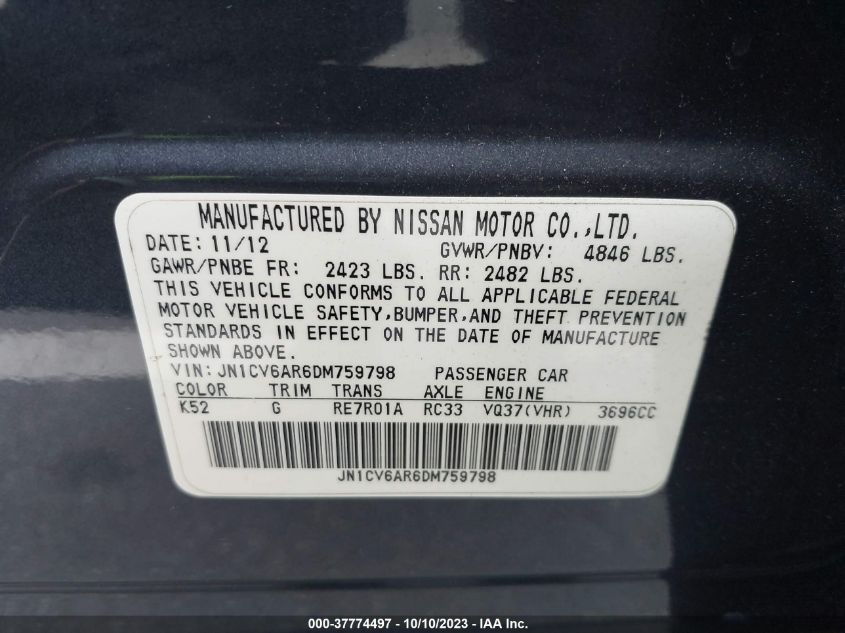 MANUFACTURED BY NISSAN MOTOR CO.,LTD.
DATE: 11/12 GVWR/PNBV: 4846 LBS.
GAWR/PNBE FR: 2423 LBS. RR: 2482 LBS.
THIS VEHICLE CONFORMS TO ALL APPLICABLE FEDERAL
MOTOR VEHICLE SAFETY,BUMPER,AND THEFT PREVENTION
STANDARDS IN EFFECT ON THE DATE OF MANUFACTURE
SHOWN ABOVE.
VIN: JN1CV6AR6DM759798 PASSENGER CAR
COLOR TRIM TRANS AXLE ENGINE
K52 G RE7R01A RC33 VQ37(VHR) 3696CC
JN1CV6AR6DM759798
000-37774497 - 10/10/2023 - IAA Inc.